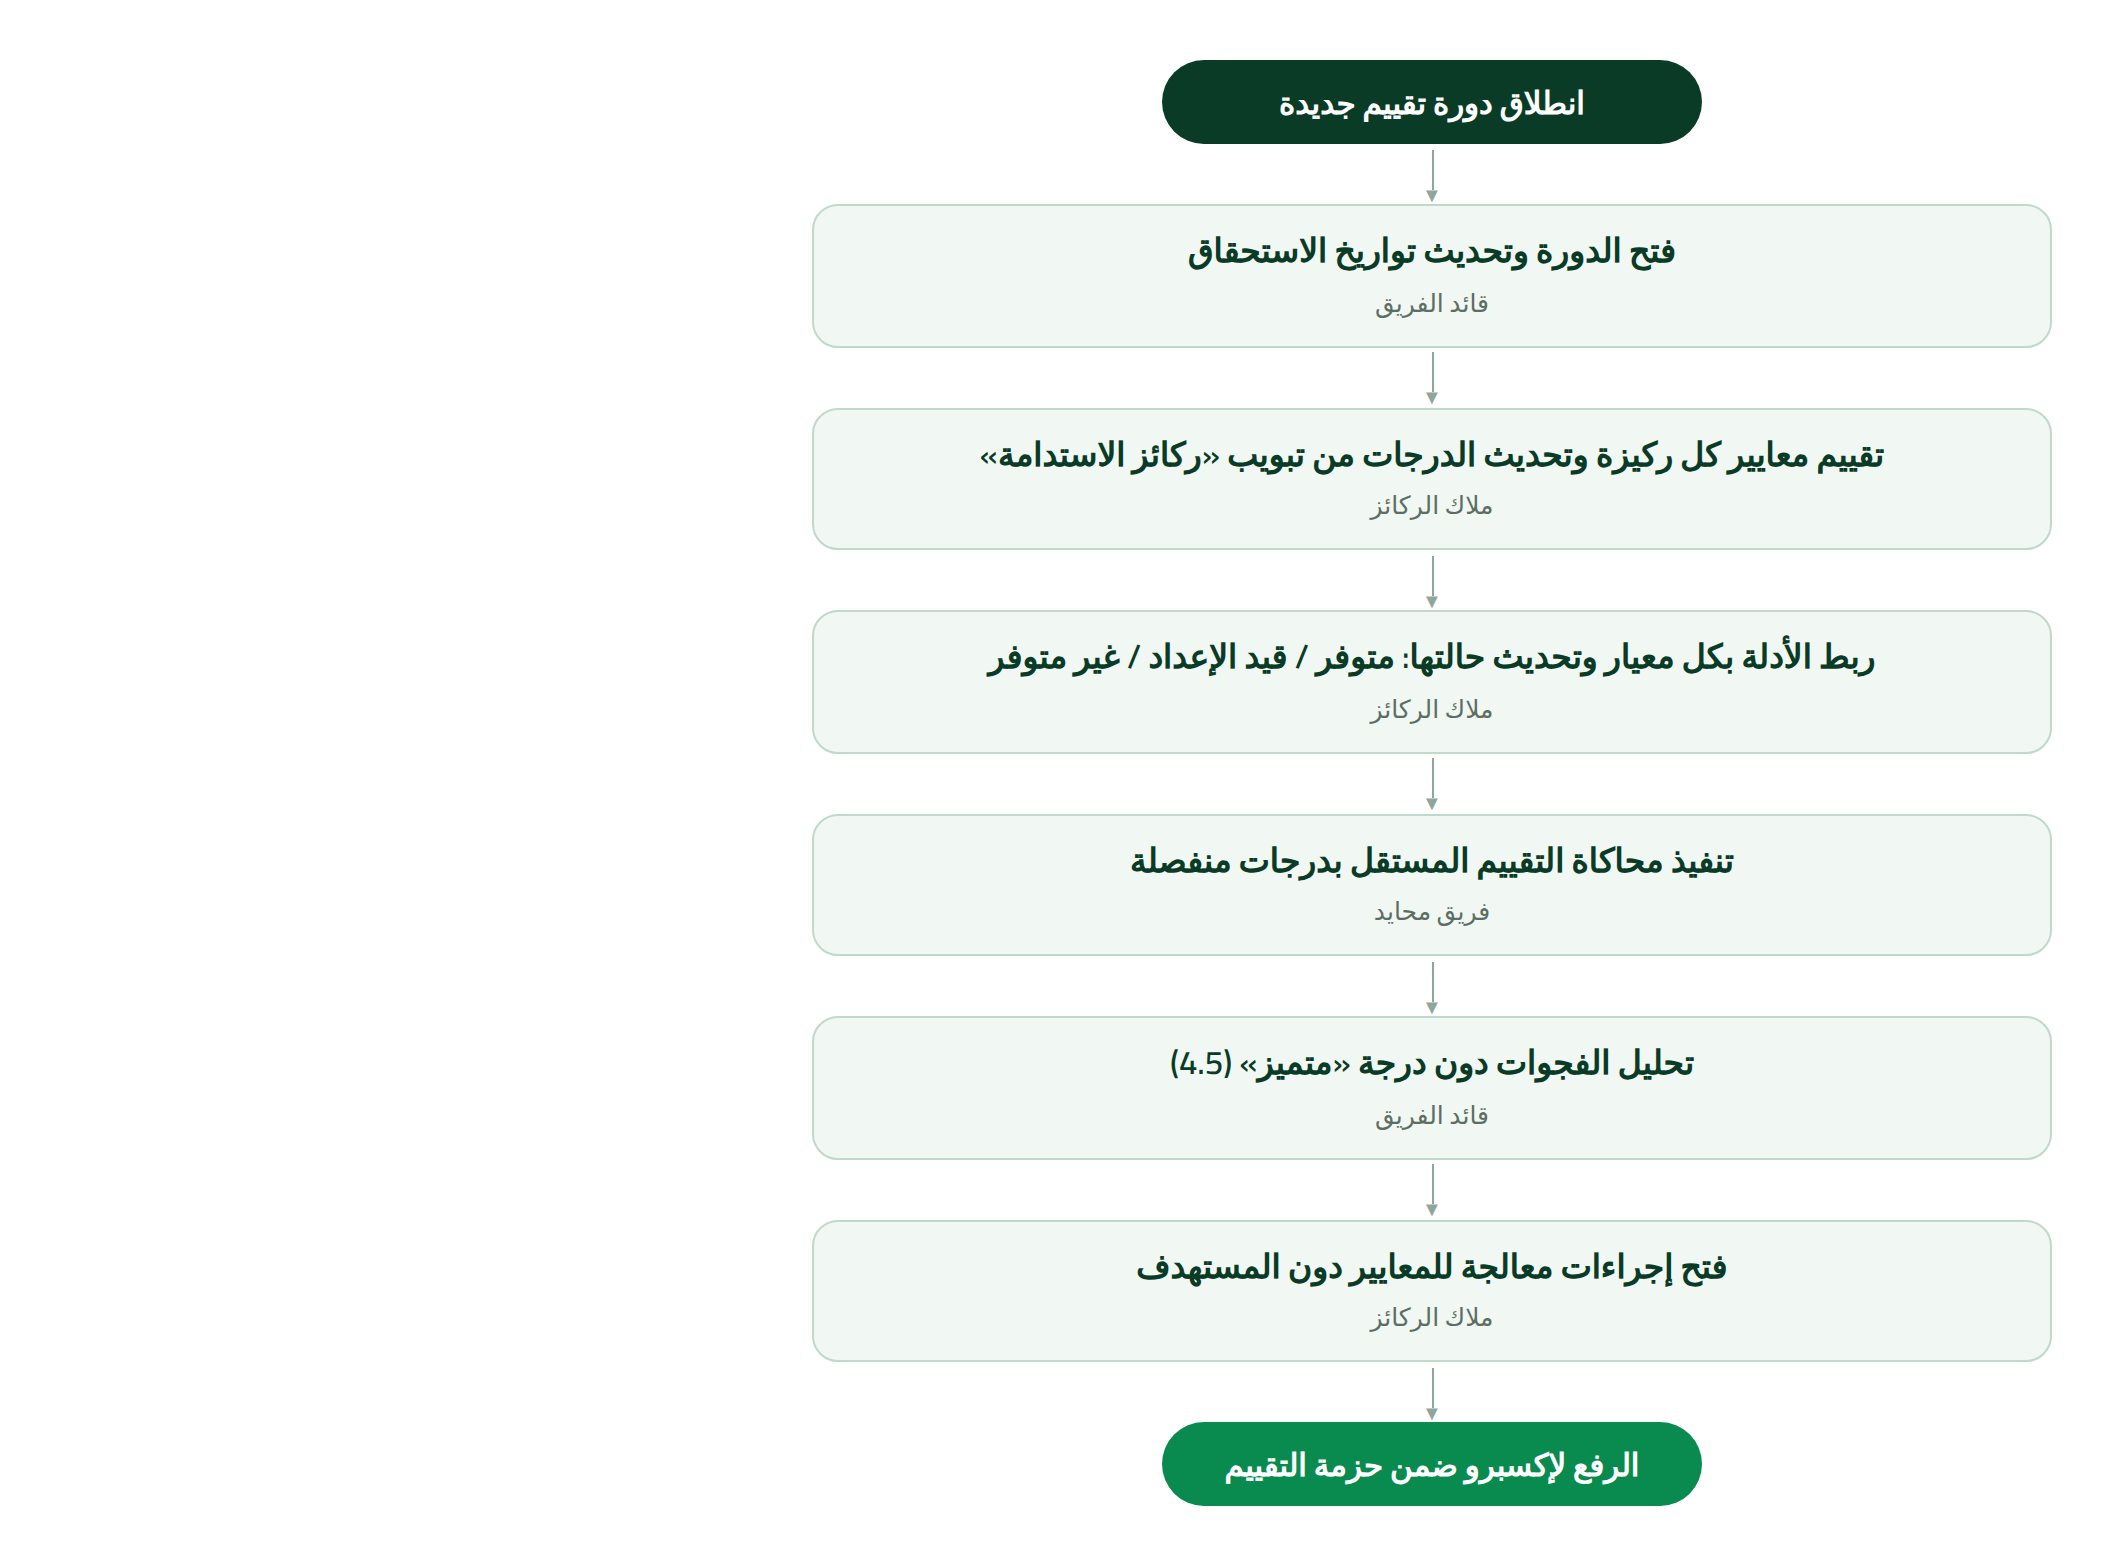 انطلاق دورة تقييم جديدة
فتح الدورة وتحديث تواريخ الاستحقاق
قائد الفريق
تقييم معايير كل ركيزة وتحديث الدرجات من تبويب «ركائز الاستدامة»
ملاك الركائز
ربط الأدلة بكل معيار وتحديث حالتها: متوفر / قيد الإعداد / غير متوفر
ملاك الركائز
تنفيذ محاكاة التقييم المستقل بدرجات منفصلة
فريق محايد
تحليل الفجوات دون درجة «متميز» (4.5)
قائد الفريق
فتح إجراءات معالجة للمعايير دون المستهدف
ملاك الركائز
الرفع لإكسبرو ضمن حزمة التقييم